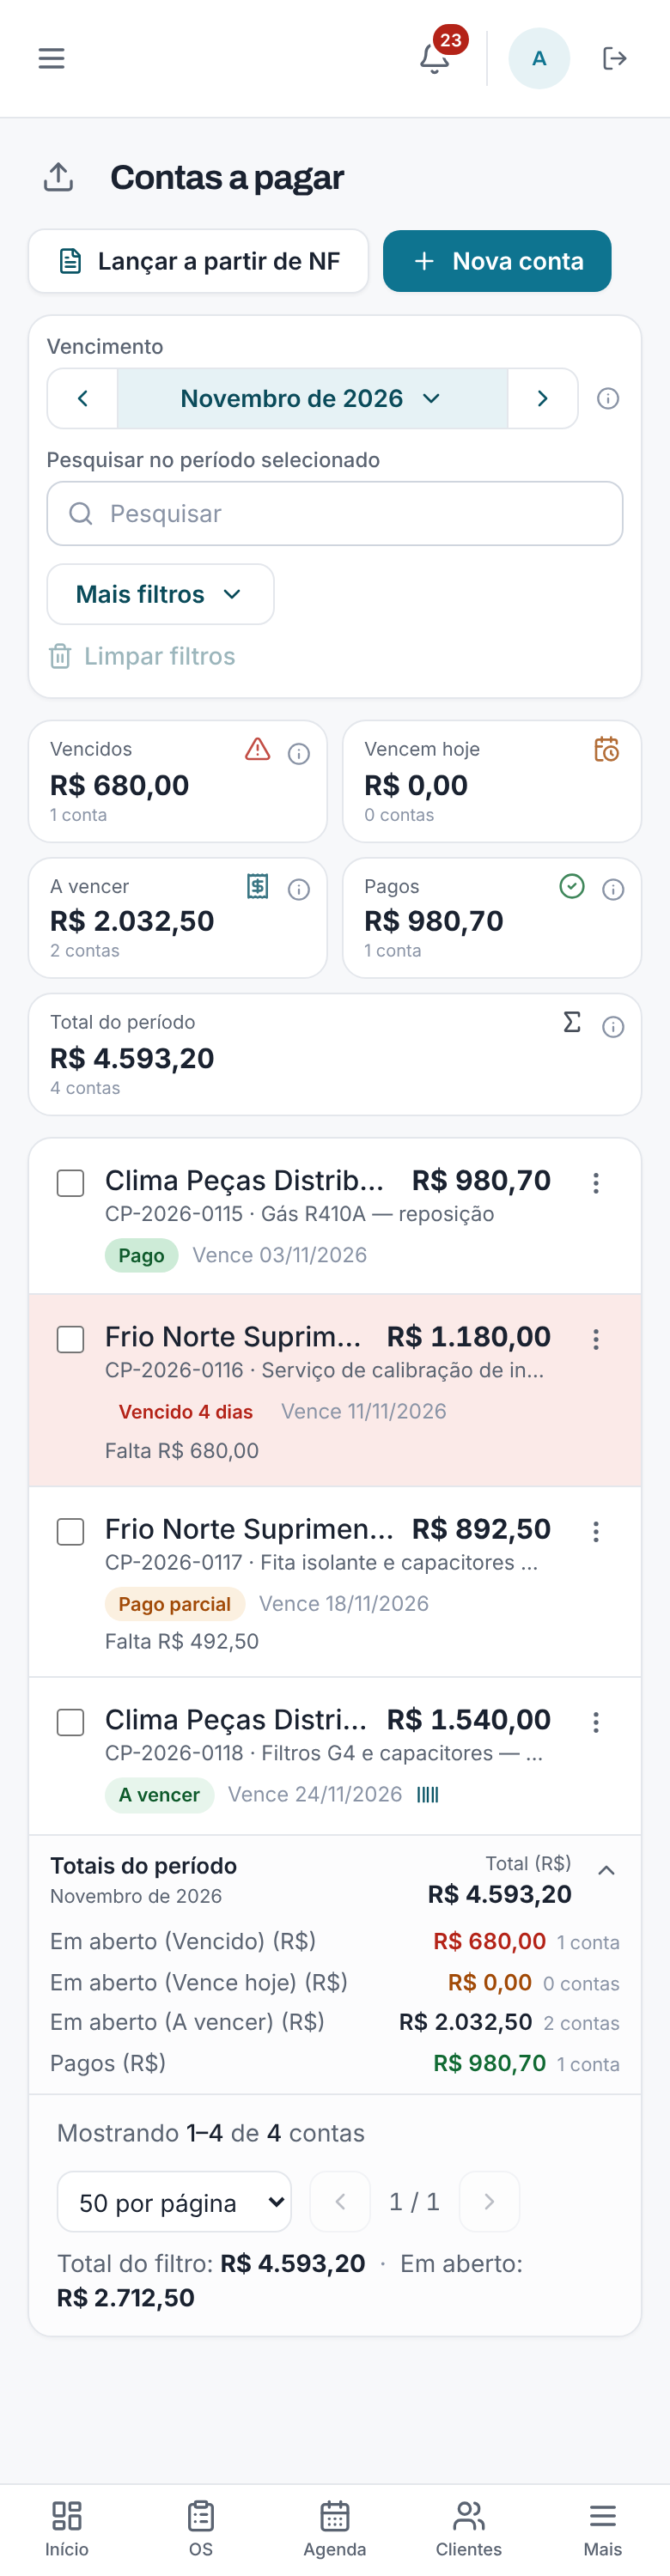 23
A
Contas a pagar
Lançar a partir de NF
Nova conta
Vencimento
Novembro de 2026
Pesquisar no período selecionado
Pesquisar
Mais filtros
Limpar filtros
Vencidos
R$ 680,00
1 conta
Vencem hoje
R$ 0,00
0 contas
A vencer
R$ 2.032,50
2 contas
Pagos
R$ 980,70
1 conta
Total do período
R$ 4.593,20
4 contas
Clima Peças Distrib... R$ 980,70
CP-2026-0115 · Gás R410A — reposição
Pago Vence 03/11/2026
Frio Norte Suprim... R$ 1.180,00
CP-2026-0116 · Serviço de calibração de in...
Vencido 4 dias Vence 11/11/2026
Falta R$ 680,00
Frio Norte Suprimen... R$ 892,50
CP-2026-0117 · Fita isolante e capacitores ...
Pago parcial Vence 18/11/2026
Falta R$ 492,50
Clima Peças Distri... R$ 1.540,00
CP-2026-0118 · Filtros G4 e capacitores — ...
A vencer Vence 24/11/2026
Totais do período Total (R$)
Novembro de 2026 R$ 4.593,20
Em aberto (Vencido) (R$) R$ 680,00 1 conta
Em aberto (Vence hoje) (R$) R$ 0,00 0 contas
Em aberto (A vencer) (R$) R$ 2.032,50 2 contas
Pagos (R$) R$ 980,70 1 conta
Mostrando 1–4 de 4 contas
50 por página 1 / 1
Total do filtro: R$ 4.593,20 · Em aberto:
R$ 2.712,50
Início OS Agenda Clientes Mais